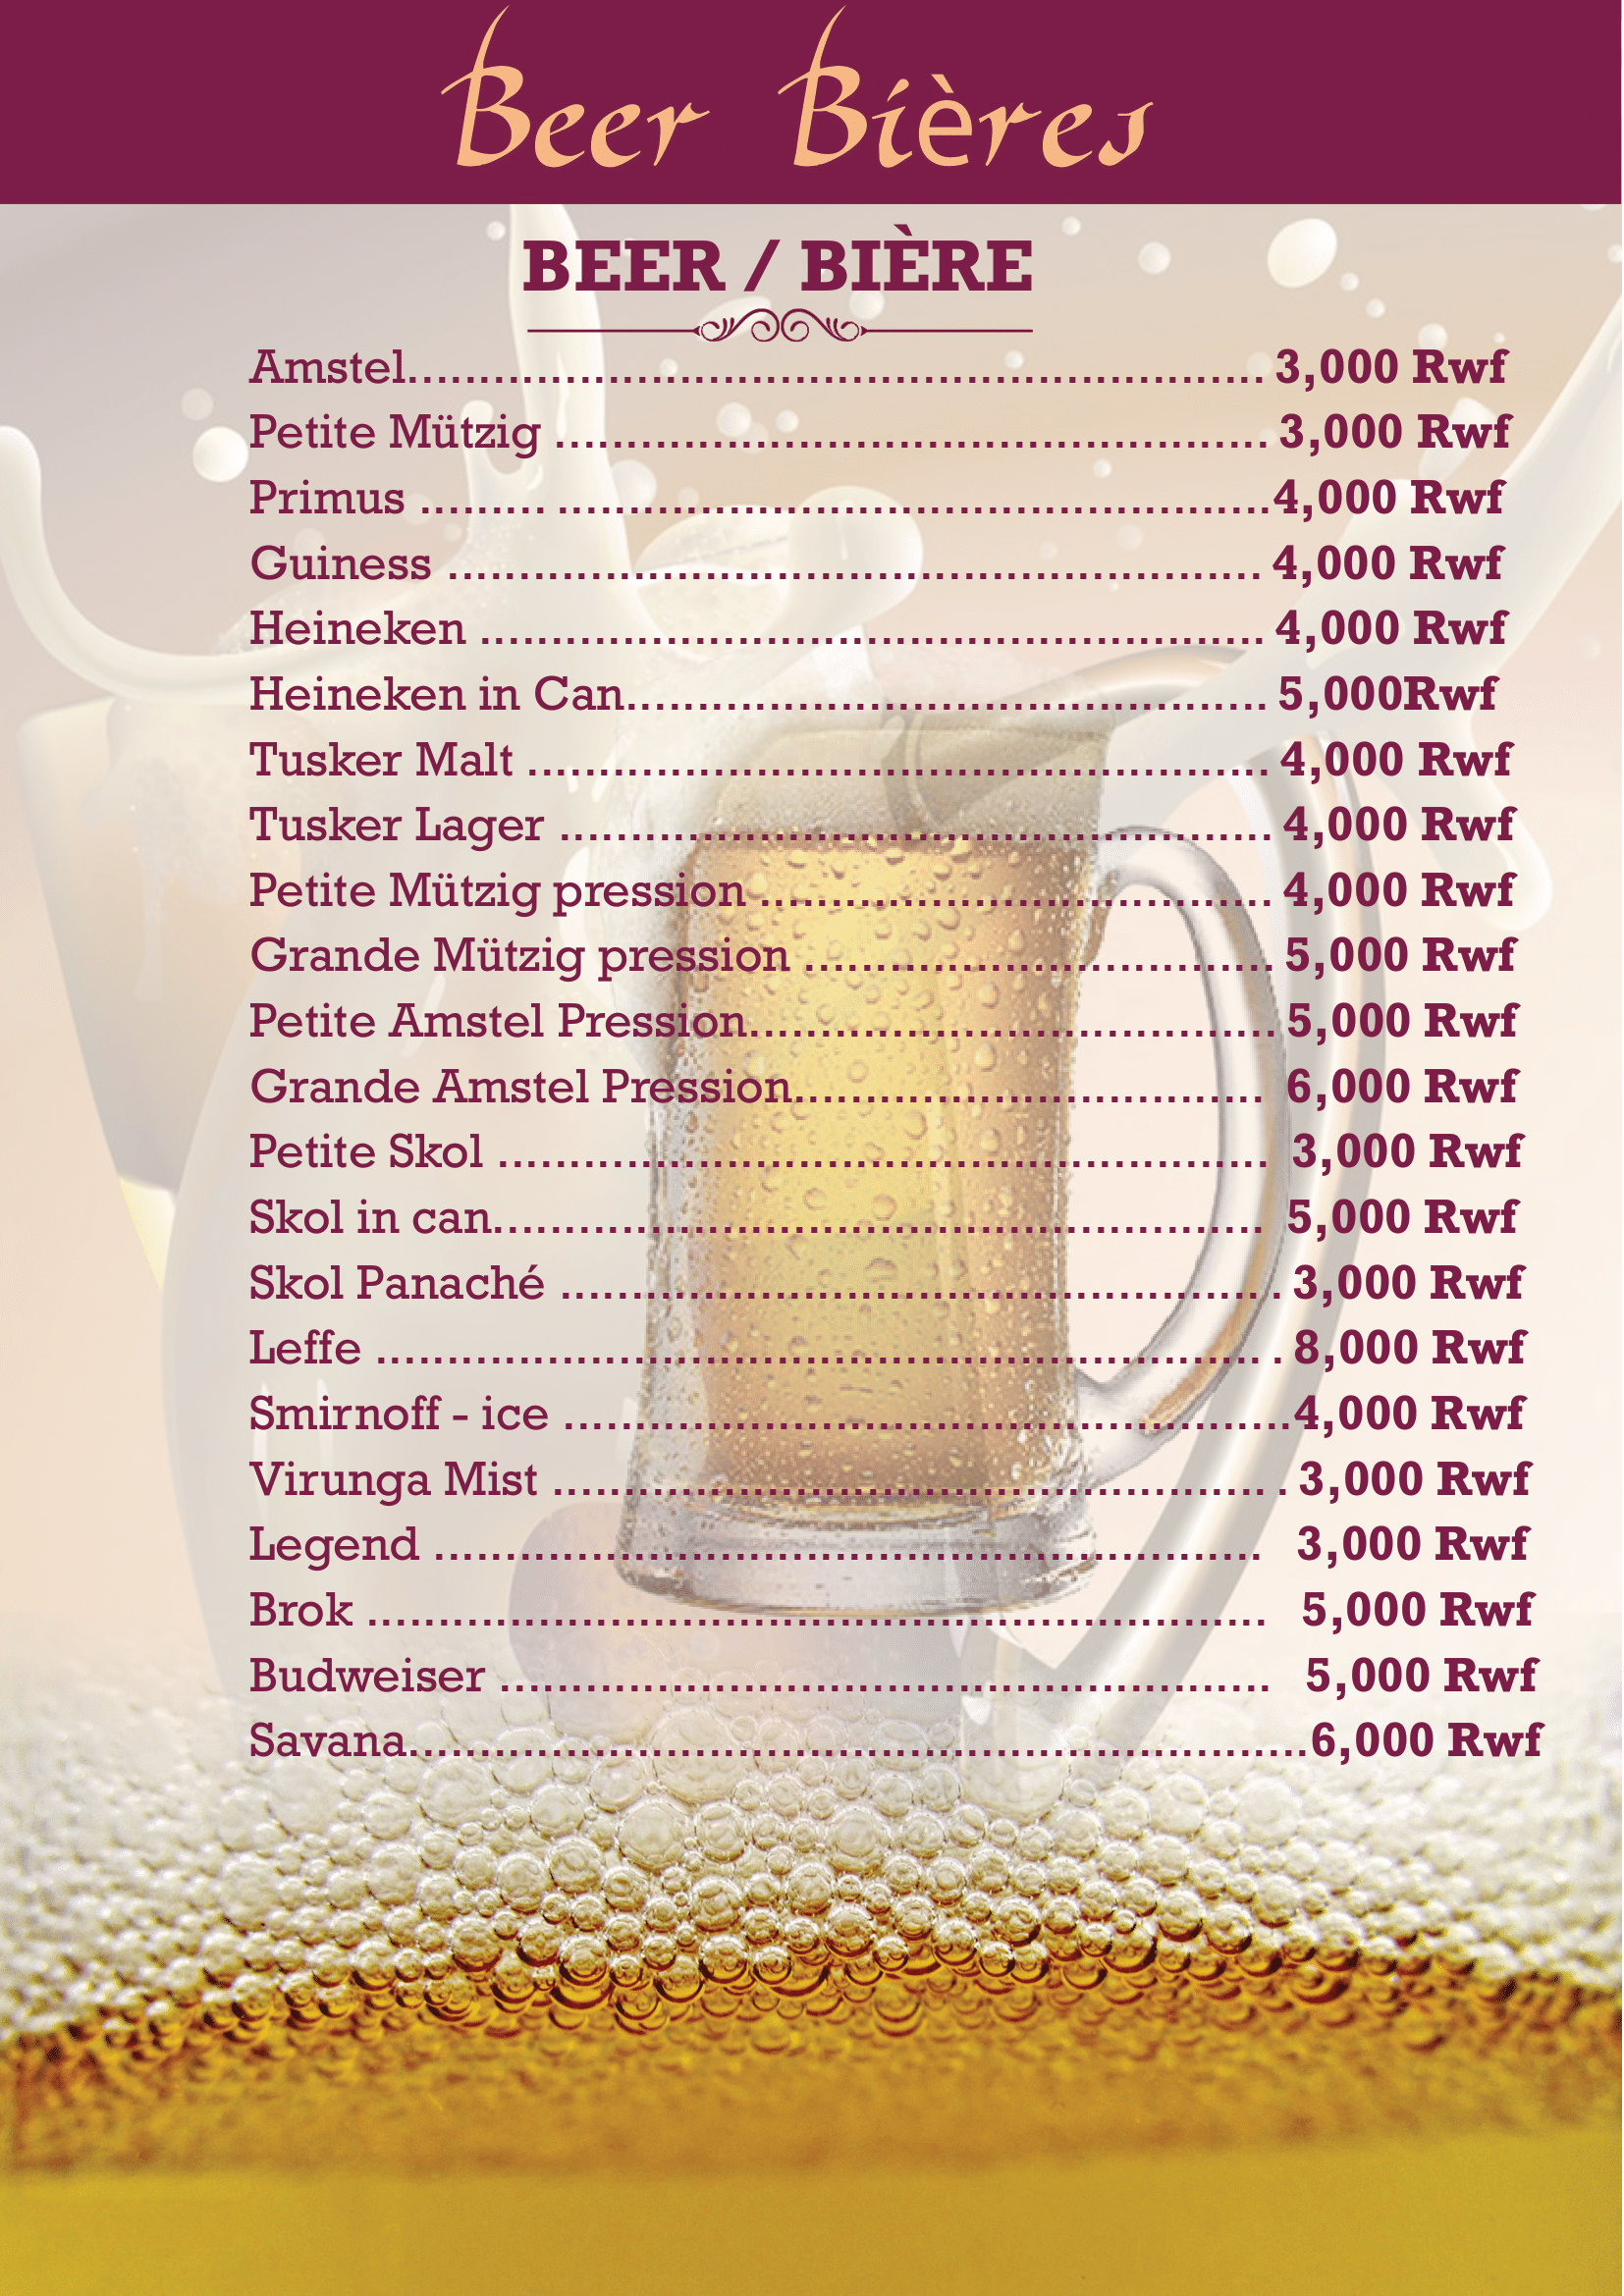 Beer Bières
BEER / BIÈRE
Amstel............................................................ 3,000 Rwf
Petite Mützig .................................................. 3,000 Rwf
Primus ......... ..................................................4,000 Rwf
Guiness ......................................................... 4,000 Rwf
Heineken ....................................................... 4,000 Rwf
Heineken in Can............................................. 5,000Rwf
Tusker Malt .................................................... 4,000 Rwf
Tusker Lager .................................................. 4,000 Rwf
Petite Mützig pression .................................... 4,000 Rwf
Grande Mützig pression ................................. 5,000 Rwf
Petite Amstel Pression..................................... 5,000 Rwf
Grande Amstel Pression................................. 6,000 Rwf
Petite Skol ...................................................... 3,000 Rwf
Skol in can...................................................... 5,000 Rwf
Skol Panaché .................................................. . 3,000 Rwf
Leffe .............................................................. . 8,000 Rwf
Smirnoff - ice ...................................................4,000 Rwf
Virunga Mist ................................................... . 3,000 Rwf
Legend .......................................................... 3,000 Rwf
Brok ............................................................... 5,000 Rwf
Budweiser ...................................................... 5,000 Rwf
Savana...............................................................6,000 Rwf